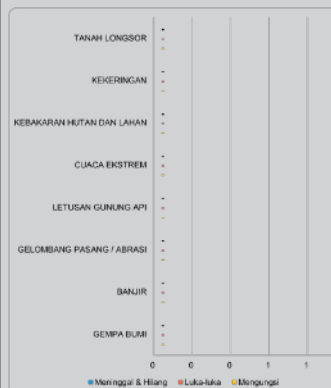 TANAH LONGSOR
KEKERINGAN
KEBAKARAN HUTAN DAN LAHAN
CUACA EKSTREM
LETUSAN GUNUNG API
GELOMBANG PASANG / ABRASI
BANJIR
GEMPA BUMI
0 0 0 1 1
Meninggal & Hilang Luka-luka Mengungsi